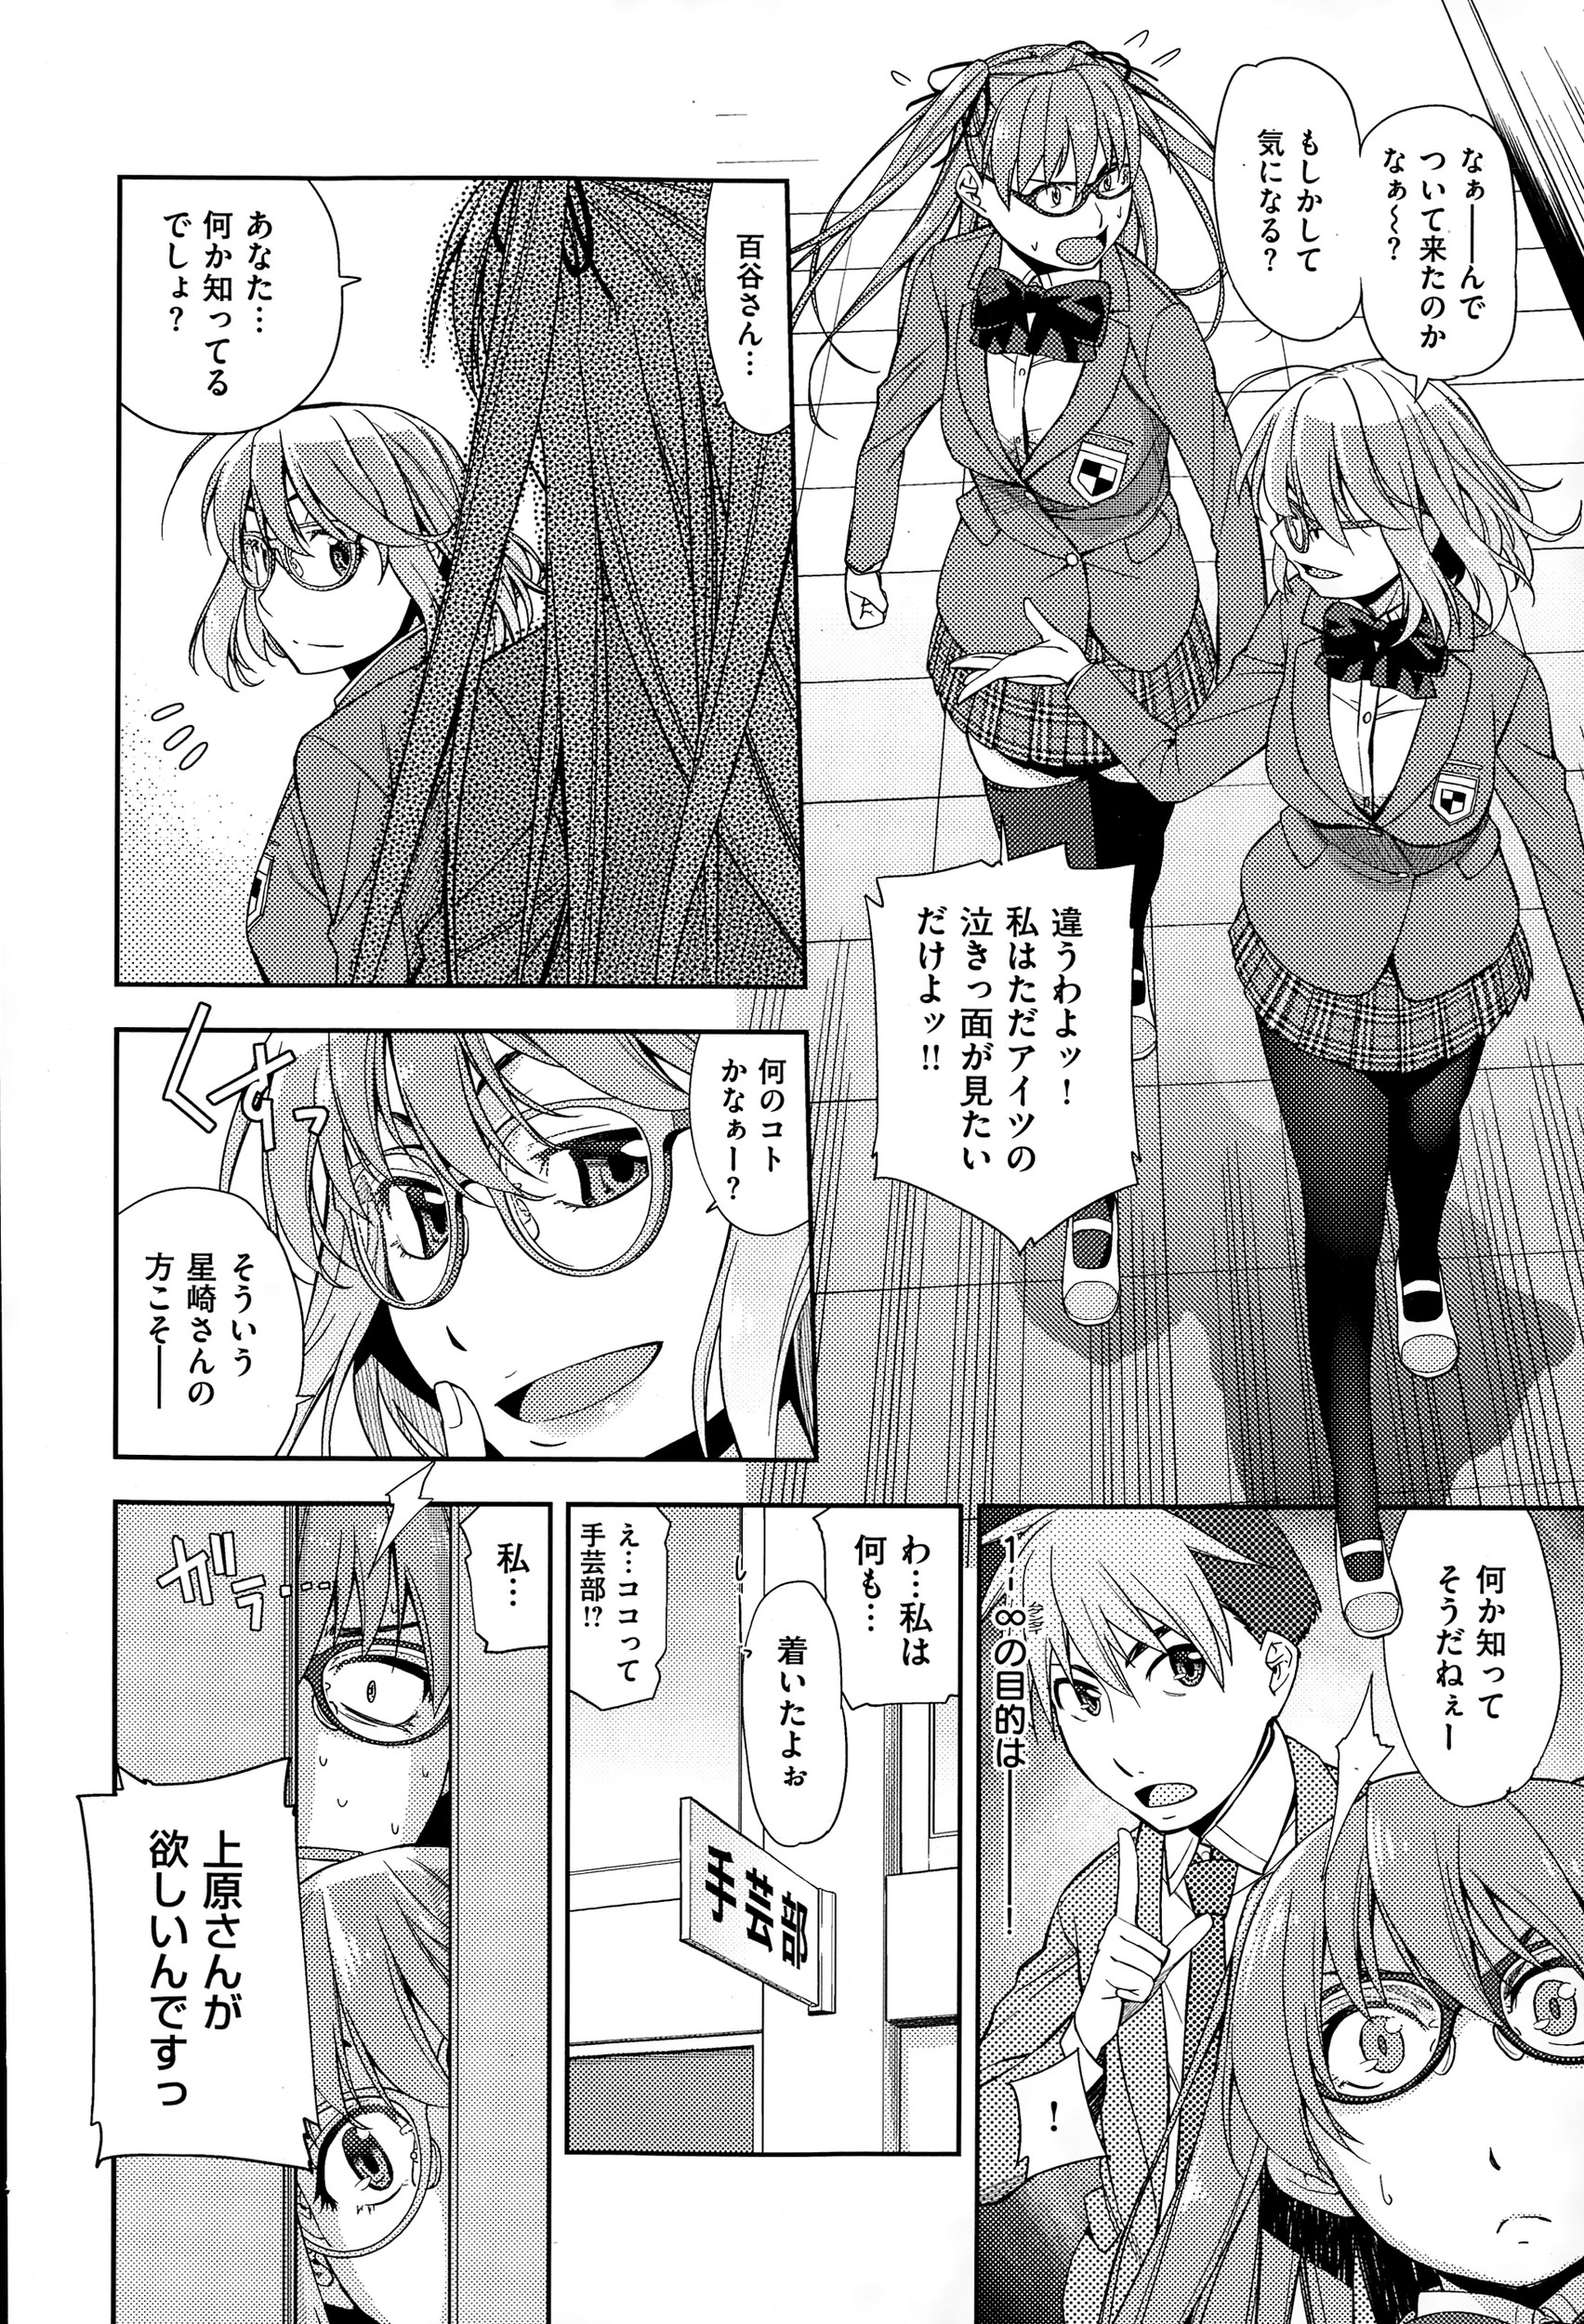 なぁ――んで
ついて来たのか
なぁ～?
もしかして
気になる?
違うわよッ!
私はただアイツの
泣きっ面が見たい
だけよッ!!
百谷さん…
あなた…
何か知ってる
でしょ?
何のコト
かなぁー?
くすっ
そういう
星崎さんの
方こそ――
何か知って
そうだねぇー
1-∞の目的は――!
!
わ…私は
何も…
着いたよぉ
え…ココって
手芸部!?
手芸部
私…
ガラ…
上原さんが
欲しいんですっ